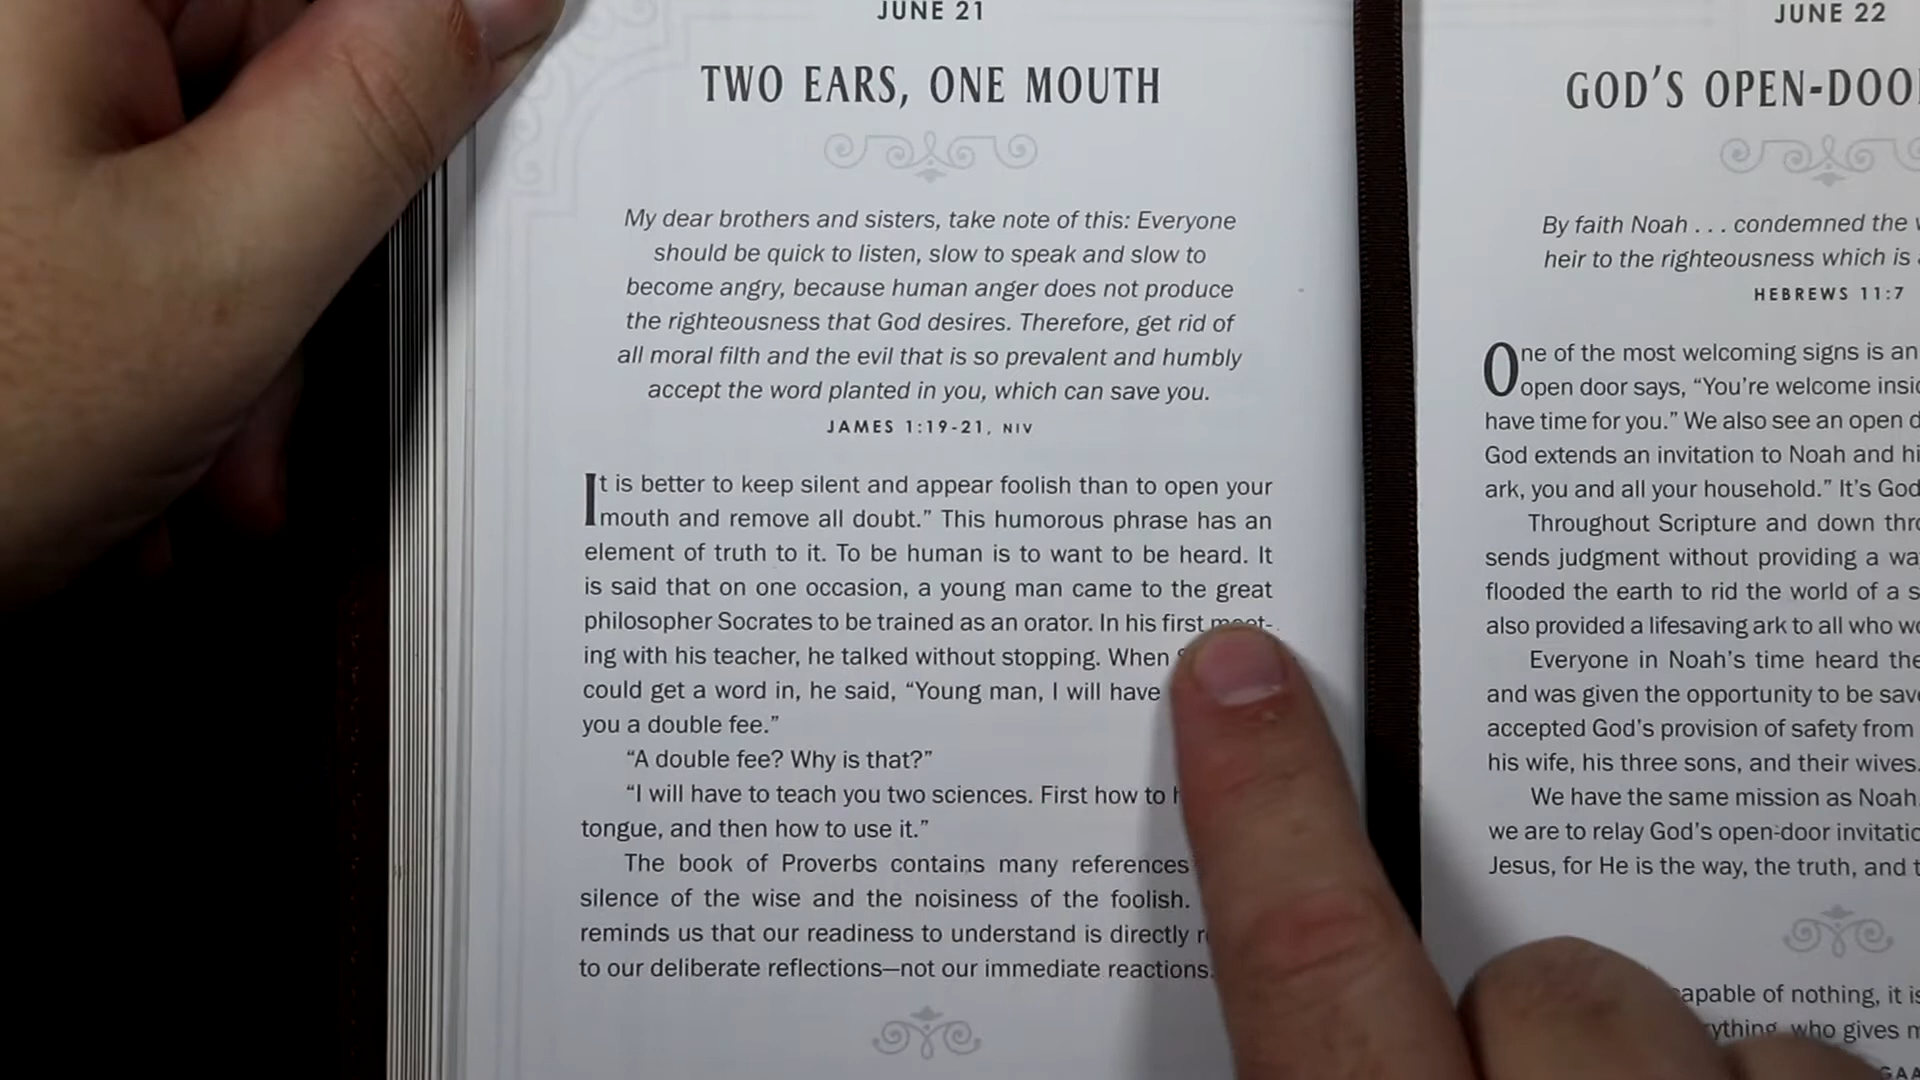 JUNE 21
TWO EARS, ONE MOUTH
My dear brothers and sisters, take note of this: Everyone
should be quick to listen, slow to speak and slow to
become angry, because human anger does not produce
the righteousness that God desires. Therefore, get rid of
all moral filth and the evil that is so prevalent and humbly
accept the word planted in you, which can save you.
JAMES 1:19-21, NIV
It is better to keep silent and appear foolish than to open your
mouth and remove all doubt.” This humorous phrase has an
element of truth to it. To be human is to want to be heard. It
is said that on one occasion, a young man came to the great
philosopher Socrates to be trained as an orator. In his first meet-
ing with his teacher, he talked without stopping. When
could get a word in, he said, “Young man, I will have
you a double fee.”
“A double fee? Why is that?”
“I will have to teach you two sciences. First how to
tongue, and then how to use it.”
The book of Proverbs contains many references
silence of the wise and the noisiness of the foolish.
reminds us that our readiness to understand is directly
to our deliberate reflections—not our immediate reactions.
JUNE 22
GOD’S OPEN-DOO
By faith Noah . . . condemned the
heir to the righteousness which is
HEBREWS 11:7
One of the most welcoming signs is an
open door says, “You’re welcome insi
have time for you.” We also see an open
God extends an invitation to Noah and
ark, you and all your household.” It’s God
Throughout Scripture and down
sends judgment without providing a
flooded the earth to rid the world of a
also provided a lifesaving ark to all who
Everyone in Noah’s time heard the
and was given the opportunity to be
accepted God’s provision of safety from
his wife, his three sons, and their wives.
We have the same mission as Noah
we are to relay God’s open-door
Jesus, for He is the way, the truth, and
apable of nothing, it is
who gives